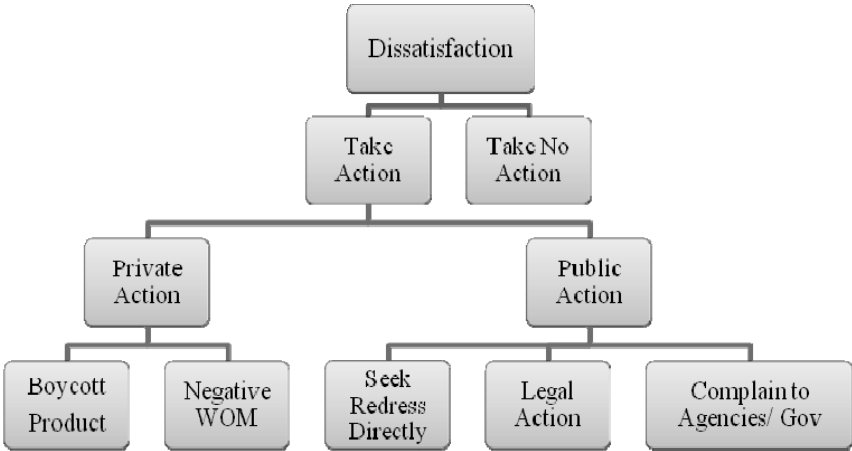 Dissatisfaction
Take
Action
Take No
Action
Private
Action
Public
Action
Boycott
Product
Negative
WOM
Seek
Redress
Directly
Legal
Action
Complain to
Agencies/ Gov